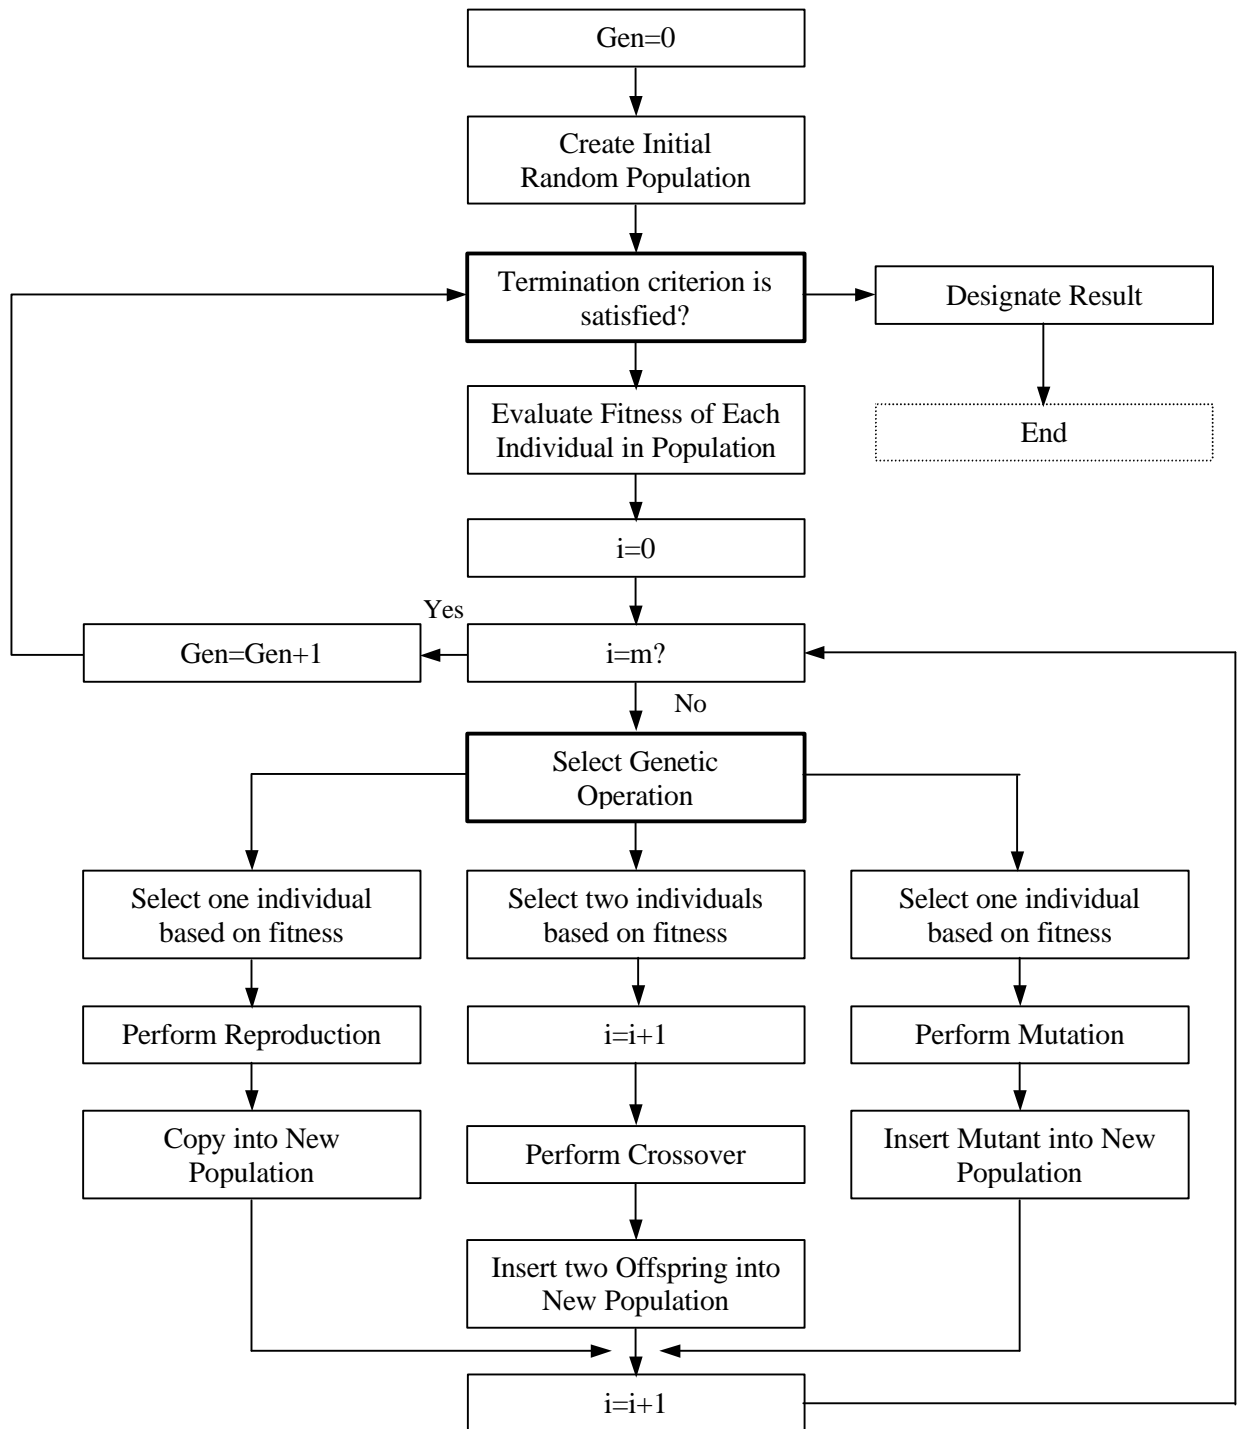 Gen=0
Create Initial
Random Population
Termination criterion is
satisfied?
Designate Result
Evaluate Fitness of Each
Individual in Population
End
i=0
Yes
Gen=Gen+1
i=m?
No
Select Genetic
Operation
Select one individual
based on fitness
Select two individuals
based on fitness
Select one individual
based on fitness
Perform Reproduction
i=i+1
Perform Mutation
Copy into New
Population
Perform Crossover
Insert Mutant into New
Population
Insert two Offspring into
New Population
i=i+1